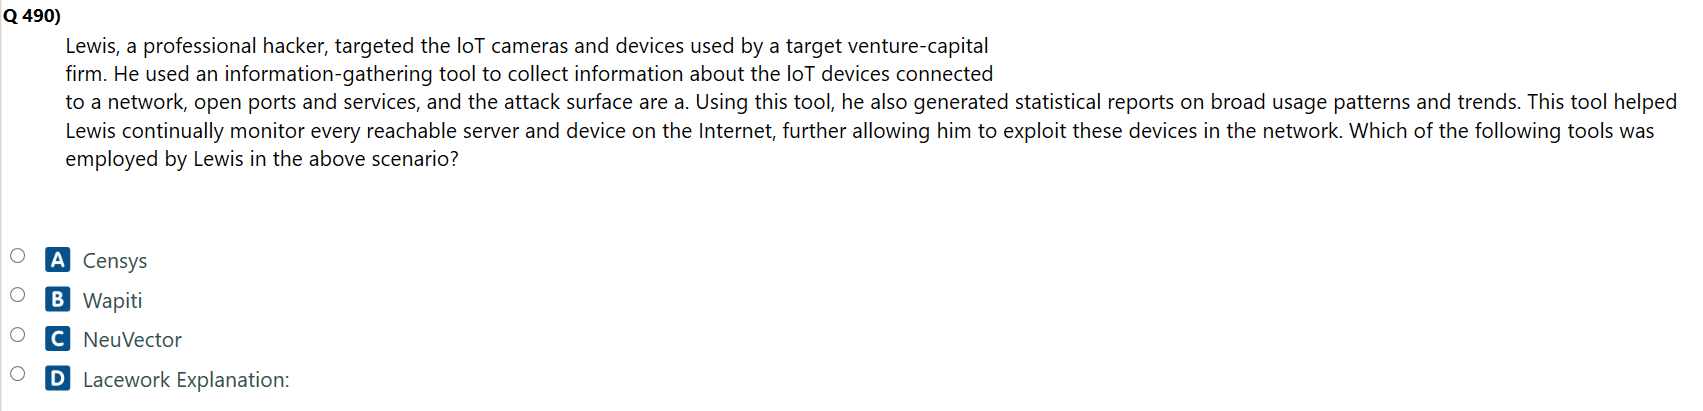 Q 490)
Lewis, a professional hacker, targeted the loT cameras and devices used by a target venture-capital
firm. He used an information-gathering tool to collect information about the loT devices connected
to a network, open ports and services, and the attack surface are a. Using this tool, he also generated statistical reports on broad usage patterns and trends. This tool helped
Lewis continually monitor every reachable server and device on the Internet, further allowing him to exploit these devices in the network. Which of the following tools was
employed by Lewis in the above scenario?
A Censys
B Wapiti
C NeuVector
D Lacework Explanation: